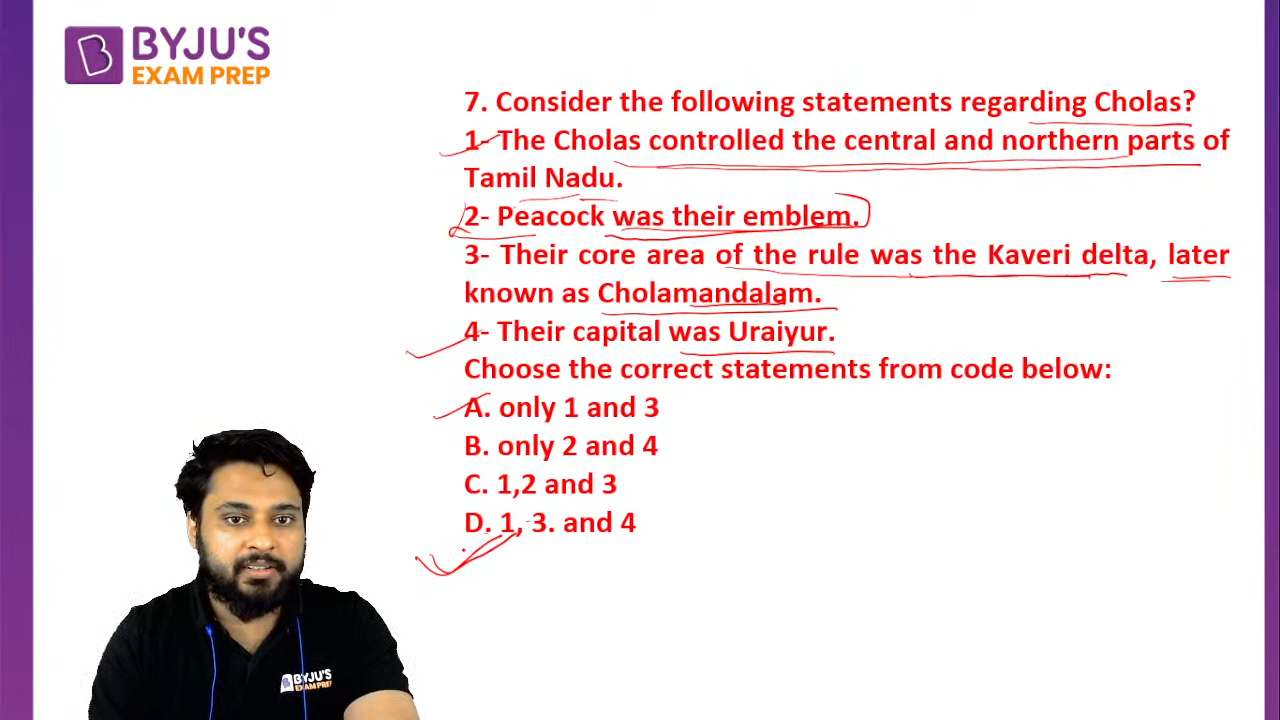 BYJU'S
EXAM PREP
7. Consider the following statements regarding Cholas?
1- The Cholas controlled the central and northern parts of
Tamil Nadu.
2- Peacock was their emblem.
3- Their core area of the rule was the Kaveri delta, later
known as Cholamandalam.
4- Their capital was Uraiyur.
Choose the correct statements from code below:
A. only 1 and 3
B. only 2 and 4
C. 1,2 and 3
D. 1, 3. and 4
BYJU'S
EXAM PREP